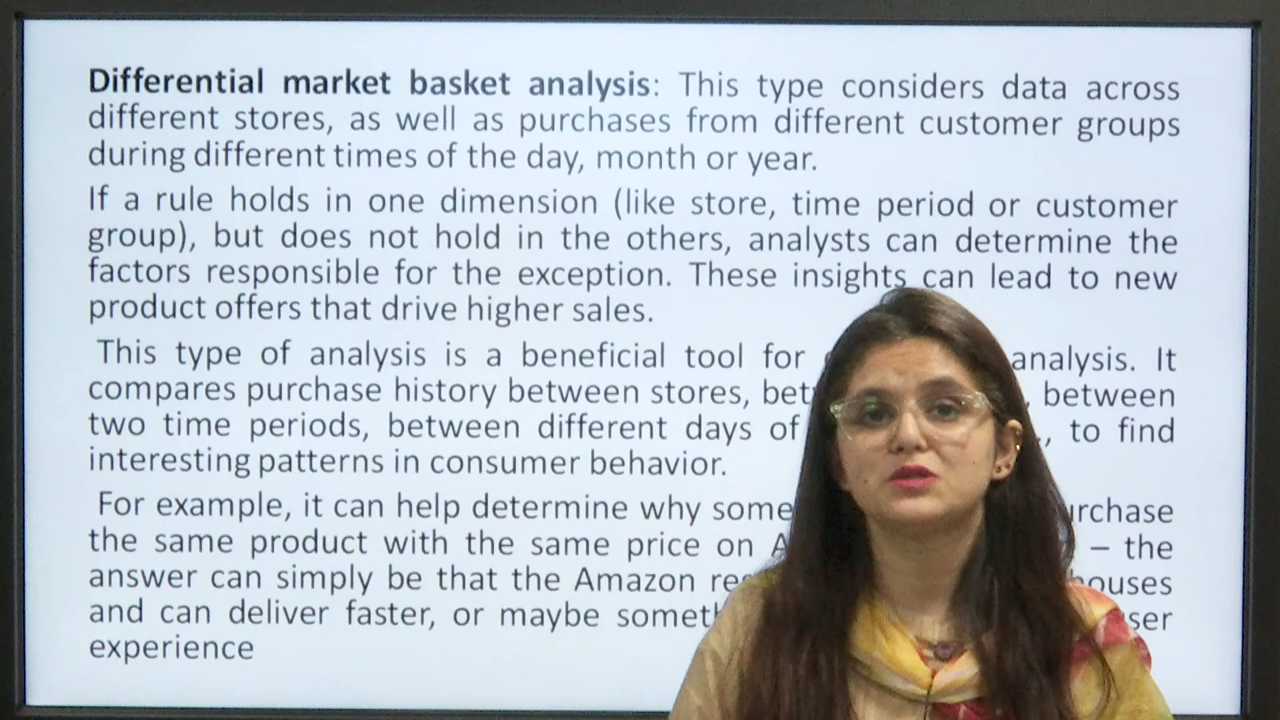 Differential market basket analysis: This type considers data across
different stores, as well as purchases from different customer groups
during different times of the day, month or year.
If a rule holds in one dimension (like store, time period or customer
group), but does not hold in the others, analysts can determine the
factors responsible for the exception. These insights can lead to new
product offers that drive higher sales.
This type of analysis is a beneficial tool for analysis. It
compares purchase history between stores, between
two time periods, between different days of to find
interesting patterns in consumer behavior.
For example, it can help determine why some
the same product with the same price on – the
answer can simply be that the Amazon
and can deliver faster, or maybe
experience